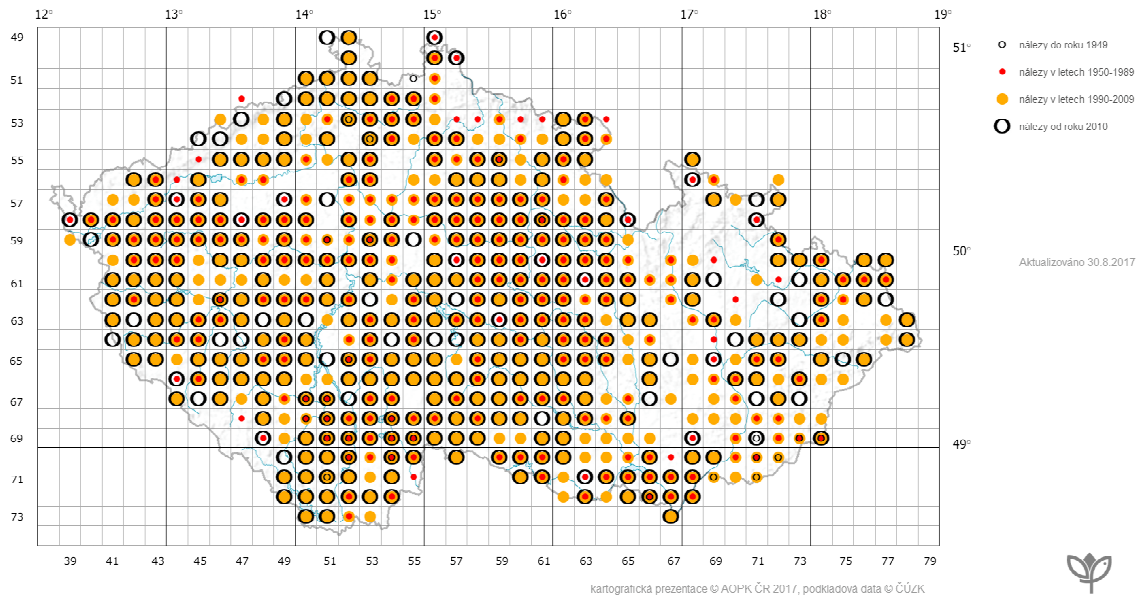 12° 13° 14° 15° 16° 17° 18° 19°
49
51
53
55
57
59
61
63
65
67
69
71
73
51°
50°
49°
39 41 43 45 47 49 51 53 55 57 59 61 63 65 67 69 71 73 75 77 79
nálezy do roku 1949
nálezy v letech 1950-1989
nálezy v letech 1990-2009
nálezy od roku 2010
Aktualizováno 30.8.2017
kartografická prezentace © AOPK ČR 2017, podkladová data © ČÚZK